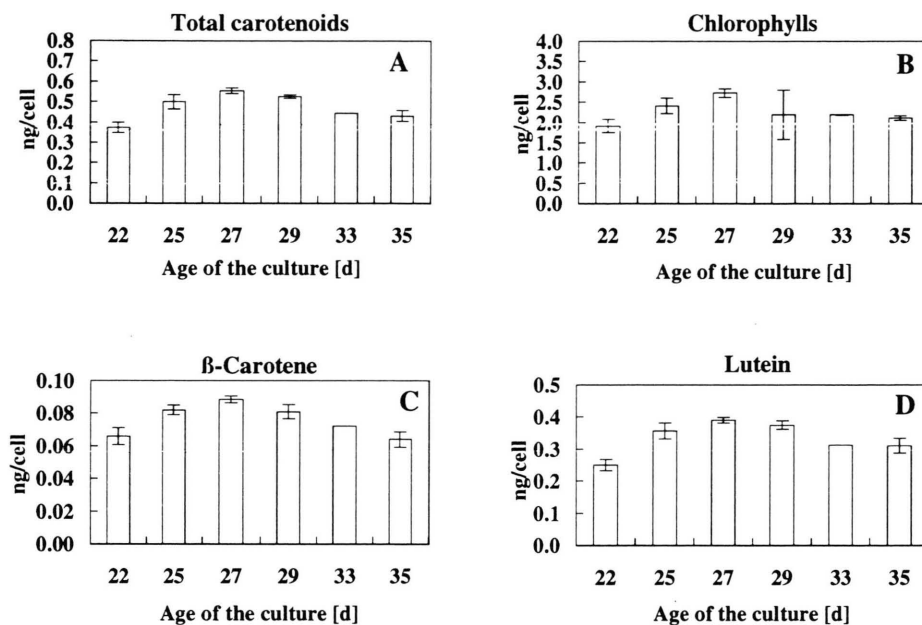 Total carotenoids
A
ng/cell
0.8
0.7
0.6
0.5
0.4
0.3
0.2
0.1
0.0
22 25 27 29 33 35
Age of the culture [d]
Chlorophylls
B
ng/cell
4.0
3.5
3.0
2.5
2.0
1.5
1.0
0.5
0.0
22 25 27 29 33 35
Age of the culture [d]
ß-Carotene
C
ng/cell
0.10
0.08
0.06
0.04
0.02
0.00
22 25 27 29 33 35
Age of the culture [d]
Lutein
D
ng/cell
0.5
0.4
0.3
0.2
0.1
0.0
22 25 27 29 33 35
Age of the culture [d]